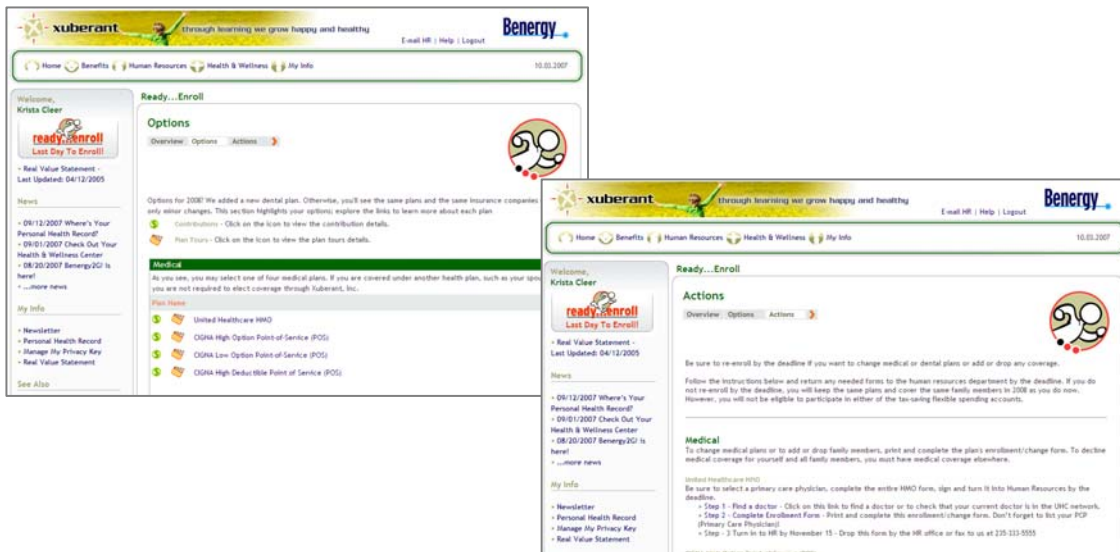 xuberant
through learning we grow happy and healthy
E-mail HR | Help | Logout
Benergy
Home Benefits Human Resources Health & Wellness My Info
10.03.2007
Welcome,
Krista Cleer
ready...enroll
Last Day To Enroll!
Real Value Statement -
Last Updated: 04/12/2005
News
09/12/2007 Where's Your
Personal Health Record?
09/01/2007 Check Out Your
Health & Wellness Center
08/20/2007 Benergy2G! is
here!
...more news
My Info
Newsletter
Personal Health Record
Manage My Privacy Key
Real Value Statement
See Also
Ready...Enroll
Options
Overview Options Actions
Options for 2008! We added a new dental plan. Otherwise, you'll see the same plans and the same insurance companies
only minor changes. This section highlights your options; explore the links to learn more about each plan
Contributions - Click on the icon to view the contribution details.
Plan Tours - Click on the icon to view the plan tours details.
Medical
As you see, you may select one of four medical plans. If you are covered under another health plan, such as your
you are not required to elect coverage through Xuberant, Inc.
Plan Name
United Healthcare HMO
CIGNA High Option Point-of-Service (POS)
CIGNA Low Option Point-of-Service (POS)
CIGNA High Deductible Point of Service (POS)
xuberant
through learning we grow happy and healthy
E-mail HR | Help | Logout
Benergy
Home Benefits Human Resources Health & Wellness My Info
10.03.2007
Welcome,
Krista Cleer
ready...enroll
Last Day To Enroll!
Real Value Statement -
Last Updated: 04/12/2005
News
09/12/2007 Where's Your
Personal Health Record?
09/01/2007 Check Out Your
Health & Wellness Center
08/20/2007 Benergy2G! is
here!
...more news
My Info
Newsletter
Personal Health Record
Manage My Privacy Key
Real Value Statement
Ready...Enroll
Actions
Overview Options Actions
Be sure to re-enroll by the deadline if you want to change medical or dental plans or add or drop any coverage.
Follow the instructions below and return any needed forms to the human resources department by the deadline. If you do
not re-enroll by the deadline, you will keep the same plans and cover the same family members in 2008 as you do now.
However, you will not be eligible to participate in either of the tax-saving flexible spending accounts.
Medical
To change medical plans or to add or drop family members, print and complete the plan's enrollment/change form. To decline
medical coverage for yourself and all family members, you must have medical coverage elsewhere.
United Healthcare HMO
Be sure to select a primary care physician, complete the entire HMO form, sign and turn it into Human Resources by the
deadline.
Step 1 - Find a doctor - Click on this link to find a doctor or to check that your current doctor is in the UHC network.
Step 2 - Complete Enrollment Form - Print and complete this enrollment/change form. Don't forget to list your PCP
(Primary Care Physician)!
Step - 3 Turn in to HR by November 15 - Drop this form by the HR office or fax to us at 235-333-5555